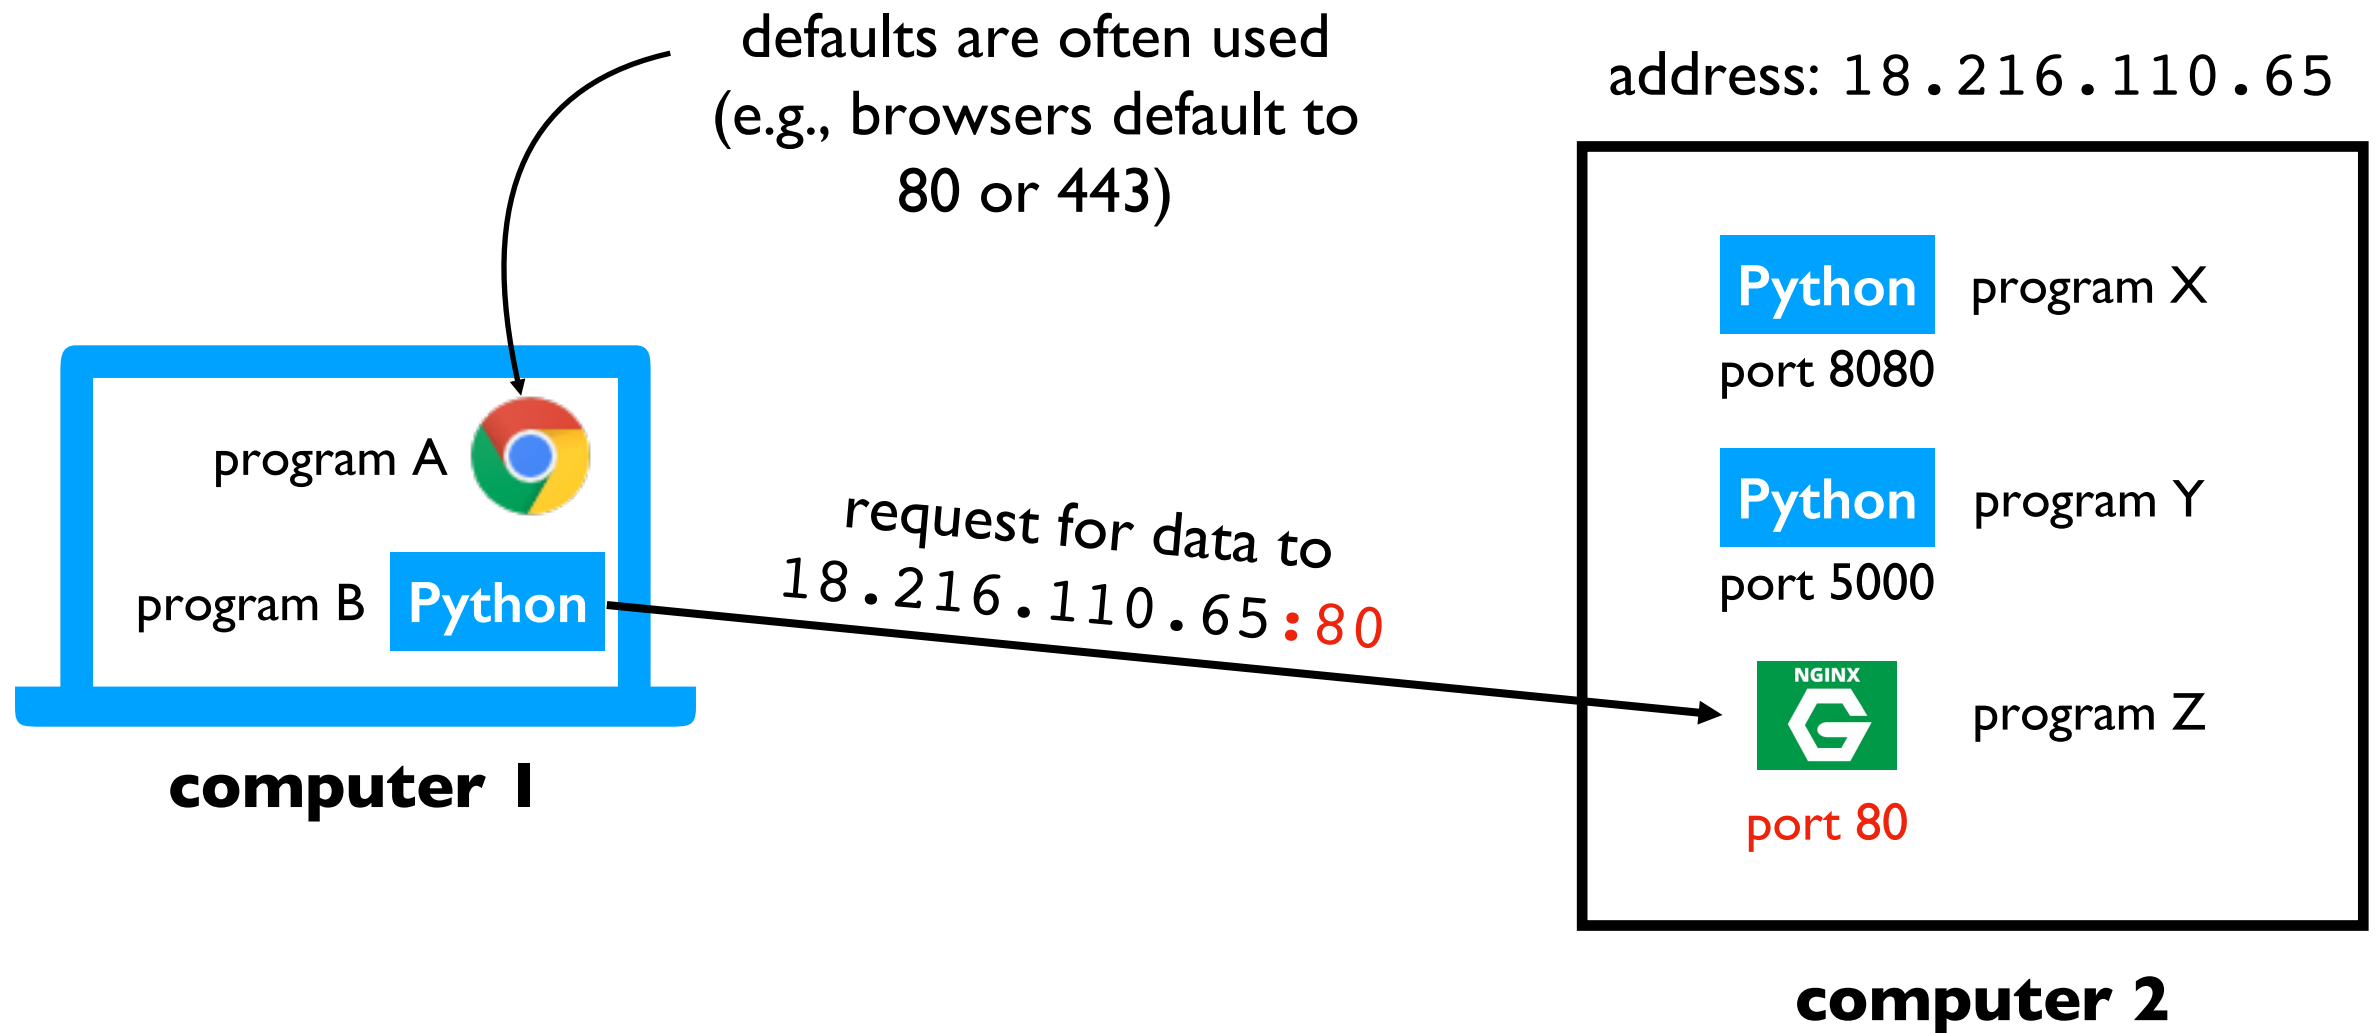 defaults are often used
(e.g., browsers default to
80 or 443)
address: 18.216.110.65
Python program X
port 8080
program A
Python program Y
port 5000
request for data to
18.216.110.65:80
program B Python
NGINX
program Z
port 80
computer 1
computer 2